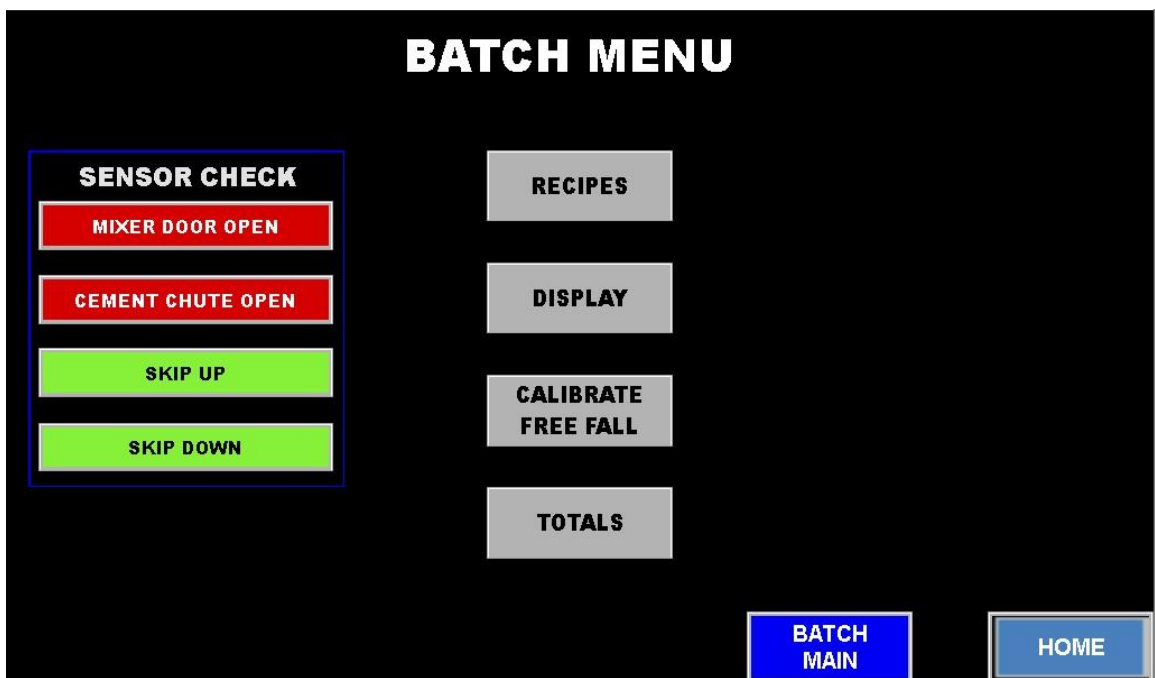 BATCH MENU
SENSOR CHECK
MIXER DOOR OPEN
CEMENT CHUTE OPEN
SKIP UP
SKIP DOWN
RECIPES
DISPLAY
CALIBRATE
FREE FALL
TOTALS
BATCH
MAIN
HOME